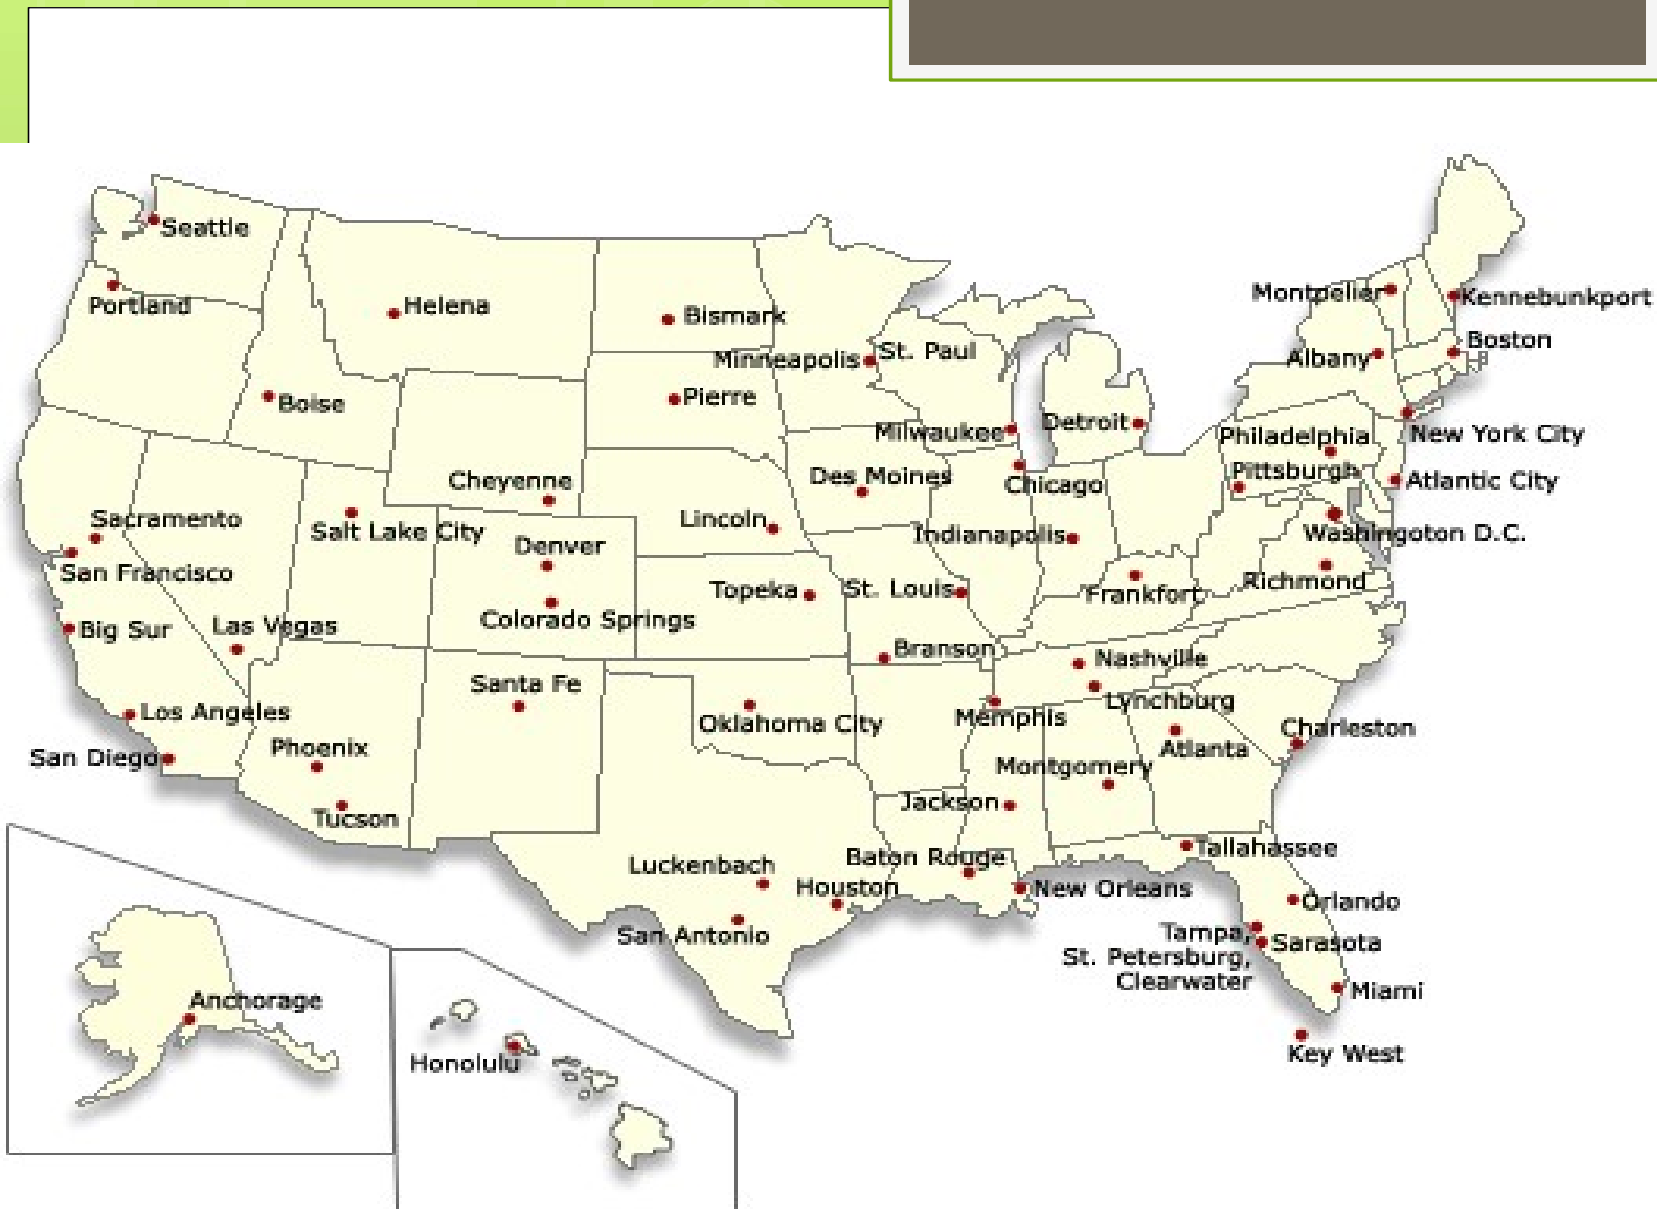 Seattle
Portland
Helena
Bismark
Montpelier
Kennebunkport
Boston
Albany
Minneapolis
St. Paul
Boise
Pierre
Milwaukee
Detroit
New York City
Philadelphia
Pittsburgh
Atlantic City
Cheyenne
Des Moines
Chicago
Sacramento
Salt Lake City
Lincoln
Indianapolis
Washingoton D.C.
Denver
San Francisco
Topeka
St. Louis
Frankfort
Richmond
Colorado Springs
Big Sur
Las Vegas
Branson
Nashville
Santa Fe
Los Angeles
Oklahoma City
Memphis
Lynchburg
Charleston
Phoenix
San Diego
Atlanta
Montgomery
Tucson
Jackson
Luckenbach
Baton Rouge
Tallahassee
Houston
New Orleans
San Antonio
Orlando
Tampa,
St. Petersburg,
Clearwater
Sarasota
Miami
Anchorage
Honolulu
Key West